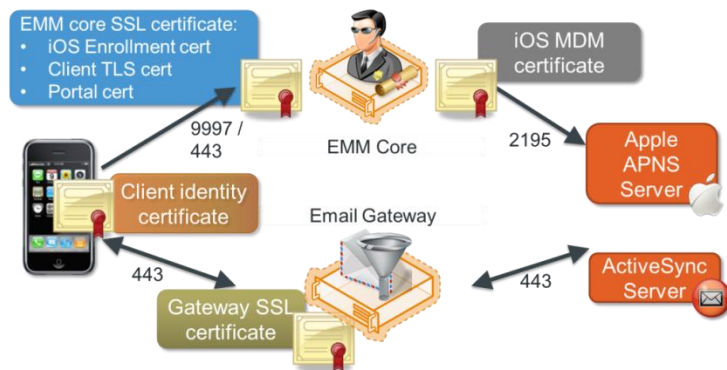 EMM core SSL certificate:
• iOS Enrollment cert
• Client TLS cert
• Portal cert
iOS MDM
certificate
9997 /
443
EMM Core
2195
Apple
APNS
Server
Client identity
certificate
Email Gateway
443
443
ActiveSync
Server
Gateway SSL
certificate